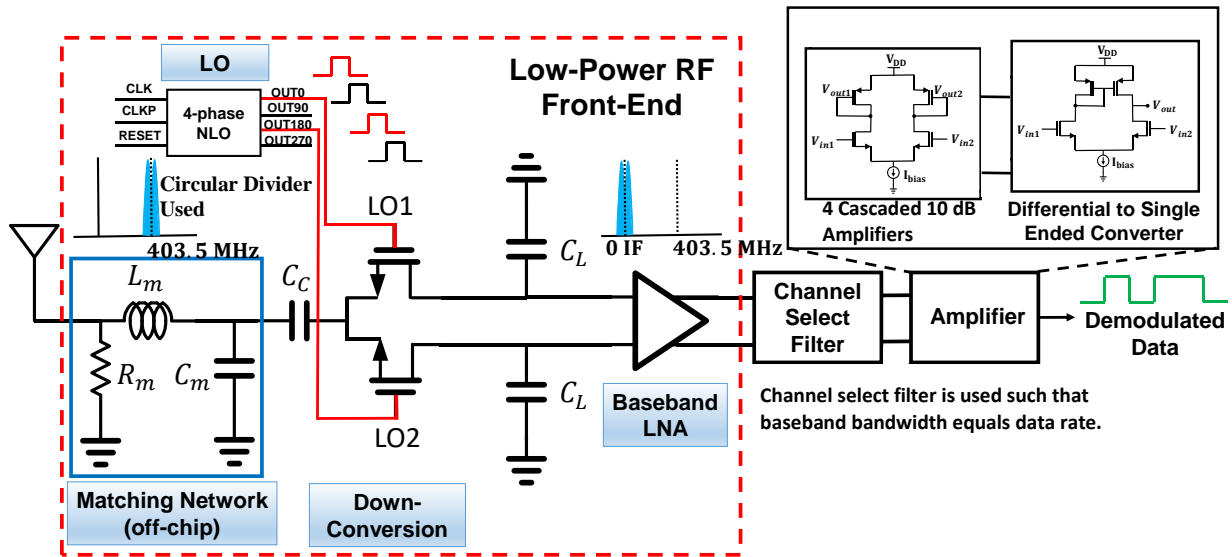 LO
CLK
CLKP
RESET
4-phase
NLO
OUT0
OUT90
OUT180
OUT270
Low-Power RF
Front-End
Circular Divider
Used
403.5 MHz
L_m
C_C
R_m
C_m
LO1
LO2
C_L
C_L
0 IF
403.5 MHz
Baseband
LNA
Matching Network
(off-chip)
Down-
Conversion
V_DD
V_out1
V_out2
V_in1
V_in2
I_bias
4 Cascaded 10 dB
Amplifiers
V_DD
V_out
V_in1
V_in2
I_bias
Differential to Single
Ended Converter
Channel
Select
Filter
Amplifier
Demodulated
Data
Channel select filter is used such that
baseband bandwidth equals data rate.